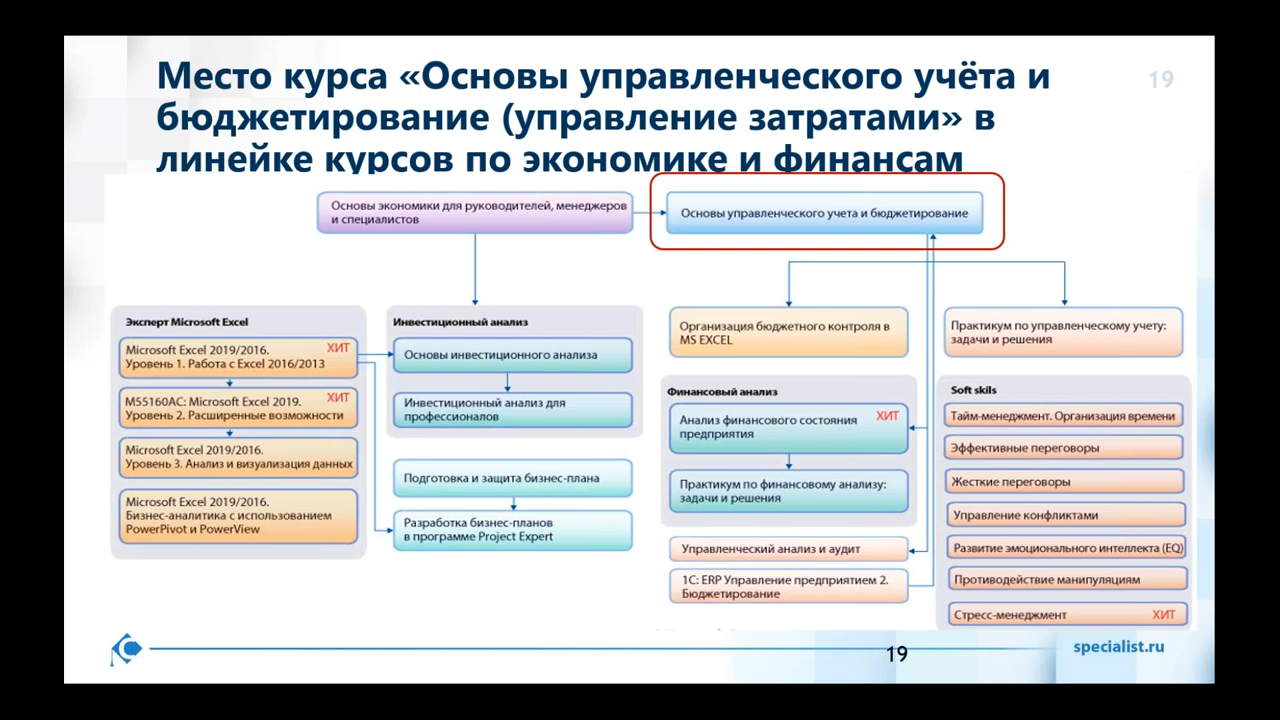 Место курса «Основы управленческого учёта и
бюджетирование (управление затратами» в
линейке курсов по экономике и финансам
19
Основы экономики для руководителей, менеджеров
и специалистов
Основы управленческого учета и бюджетирование
Эксперт Microsoft Excel
Microsoft Excel 2019/2016.
ХИТ
Уровень 1. Работа с Excel 2016/2013
M55160AC: Microsoft Excel 2019.
ХИТ
Уровень 2. Расширенные возможности
Microsoft Excel 2019/2016.
Уровень 3. Анализ и визуализация данных
Microsoft Excel 2019/2016.
Бизнес-аналитика с использованием
PowerPivot и PowerView
Инвестиционный анализ
Основы инвестиционного анализа
Инвестиционный анализ для
профессионалов
Подготовка и защита бизнес-плана
Разработка бизнес-планов
в программе Project Expert
Организация бюджетного контроля в
MS EXCEL
Финансовый анализ
Анализ финансового состояния
ХИТ
предприятия
Практикум по финансовому анализу:
задачи и решения
Управленческий анализ и аудит
1С: ERP Управление предприятием 2.
Бюджетирование
Практикум по управленческому учету:
задачи и решения
Soft skils
Тайм-менеджмент. Организация времени
Эффективные переговоры
Жесткие переговоры
Управление конфликтами
Развитие эмоционального интеллекта (EQ)
Противодействие манипуляциям
Стресс-менеджмент
ХИТ
19
specialist.ru